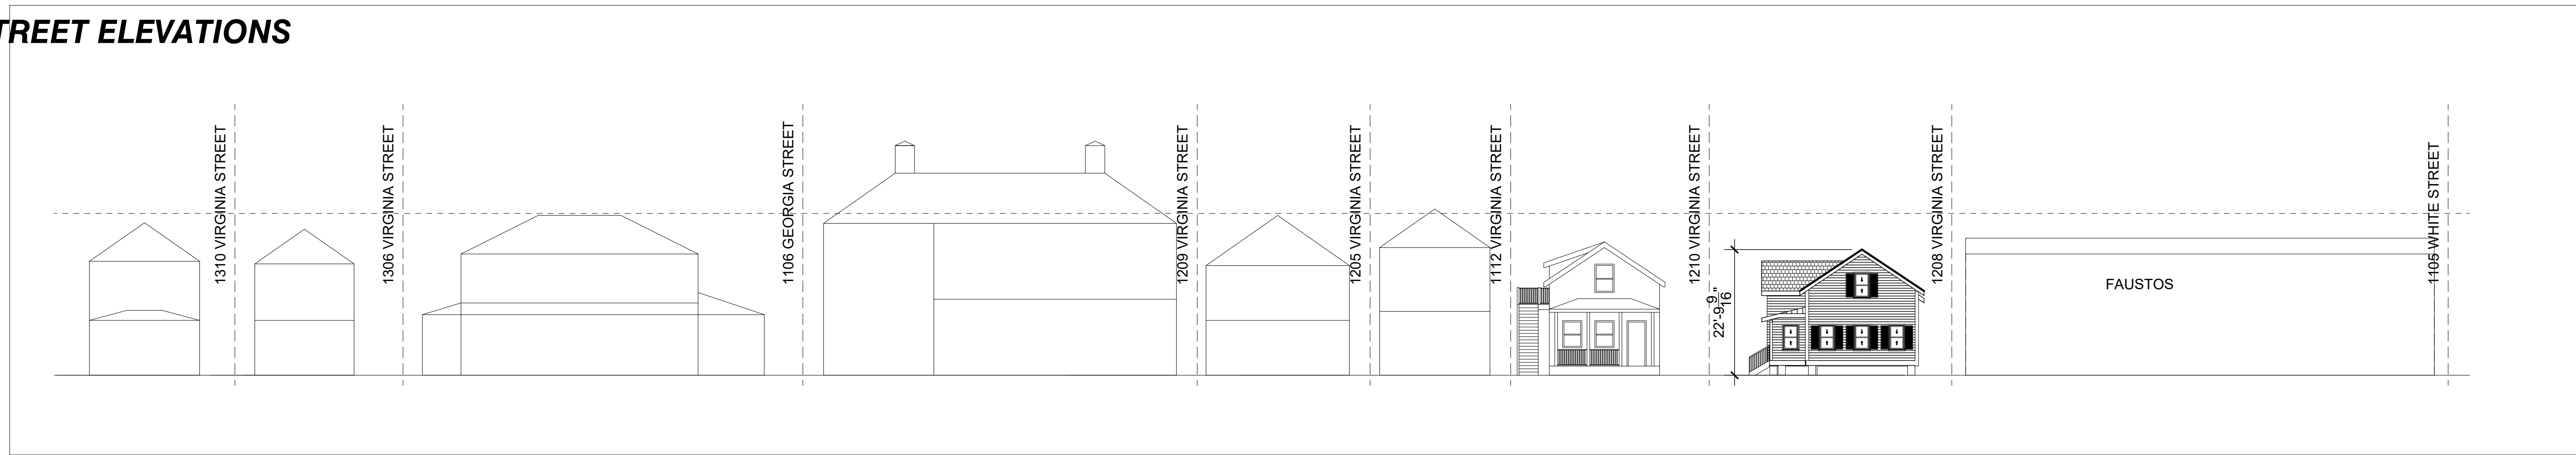 TREET ELEVATIONS
1310 VIRGINIA STREET
1306 VIRGINIA STREET
1106 GEORGIA STREET
1209 VIRGINIA STREET
1205 VIRGINIA STREET
1112 VIRGINIA STREET
1210 VIRGINIA STREET
22'-9 9/16"
1208 VIRGINIA STREET
FAUSTOS
1105 WHITE STREET